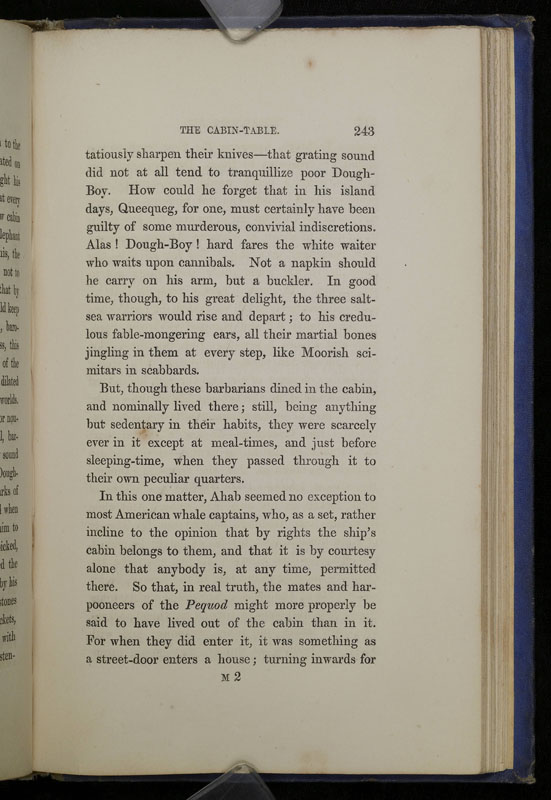 THE CABIN-TABLE. 243
tatiously sharpen their knives—that grating sound
did not at all tend to tranquillize poor Dough-
Boy. How could he forget that in his island
days, Queequeg, for one, must certainly have been
guilty of some murderous, convivial indiscretions.
Alas! Dough-Boy! hard fares the white waiter
who waits upon cannibals. Not a napkin should
he carry on his arm, but a buckler. In good
time, though, to his great delight, the three salt-
sea warriors would rise and depart; to his credu-
lous fable-mongering ears, all their martial bones
jingling in them at every step, like Moorish sci-
mitars in scabbards.
But, though these barbarians dined in the cabin,
and nominally lived there; still, being anything
but sedentary in their habits, they were scarcely
ever in it except at meal-times, and just before
sleeping-time, when they passed through it to
their own peculiar quarters.
In this one matter, Ahab seemed no exception to
most American whale captains, who, as a set, rather
incline to the opinion that by rights the ship's
cabin belongs to them, and that it is by courtesy
alone that anybody is, at any time, permitted
there. So that, in real truth, the mates and har-
pooneers of the Pequod might more properly be
said to have lived out of the cabin than in it.
For when they did enter it, it was something as
a street-door enters a house; turning inwards for
M 2